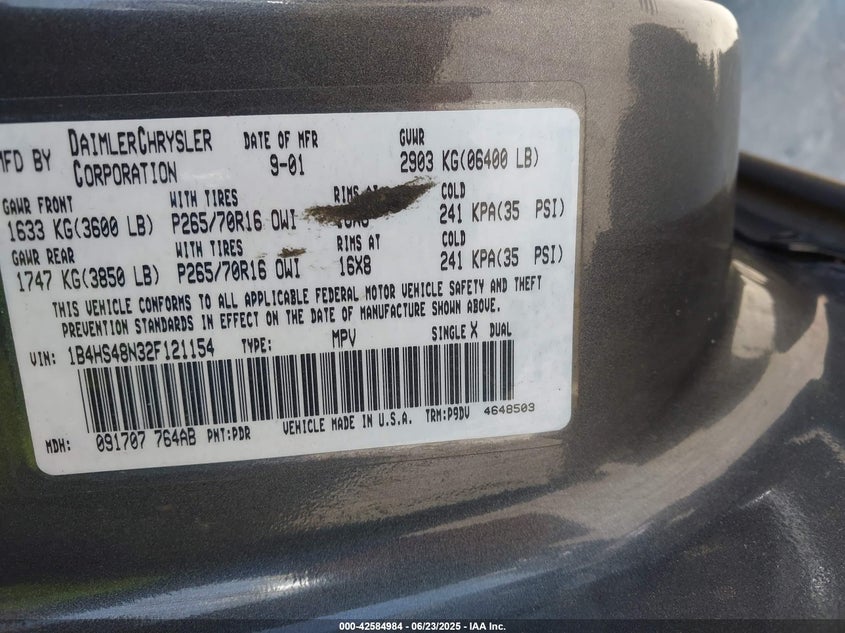 MFD BY DAIMLERCHRYSLER CORPORATION DATE OF MFR 9-01 GVWR 2903 KG(06400 LB)
GAWR FRONT WITH TIRES RIMS AT COLD
1633 KG(3600 LB) P265/70R16 OWI 241 KPA(35 PSI)
GAWR REAR WITH TIRES RIMS AT COLD
1747 KG(3850 LB) P265/70R16 OWI 16X8 241 KPA(35 PSI)
THIS VEHICLE CONFORMS TO ALL APPLICABLE FEDERAL MOTOR VEHICLE SAFETY AND THEFT
PREVENTION STANDARDS IN EFFECT ON THE DATE OF MANUFACTURE SHOWN ABOVE.
VIN: 1B4HS48N32F121154 TYPE: MPV SINGLE X DUAL
MDH: 091707 764AB PNT:PDR VEHICLE MADE IN U.S.A. TRM:P9DV 4648503
000-42584984 | 06/23/2025 | IAA Inc.